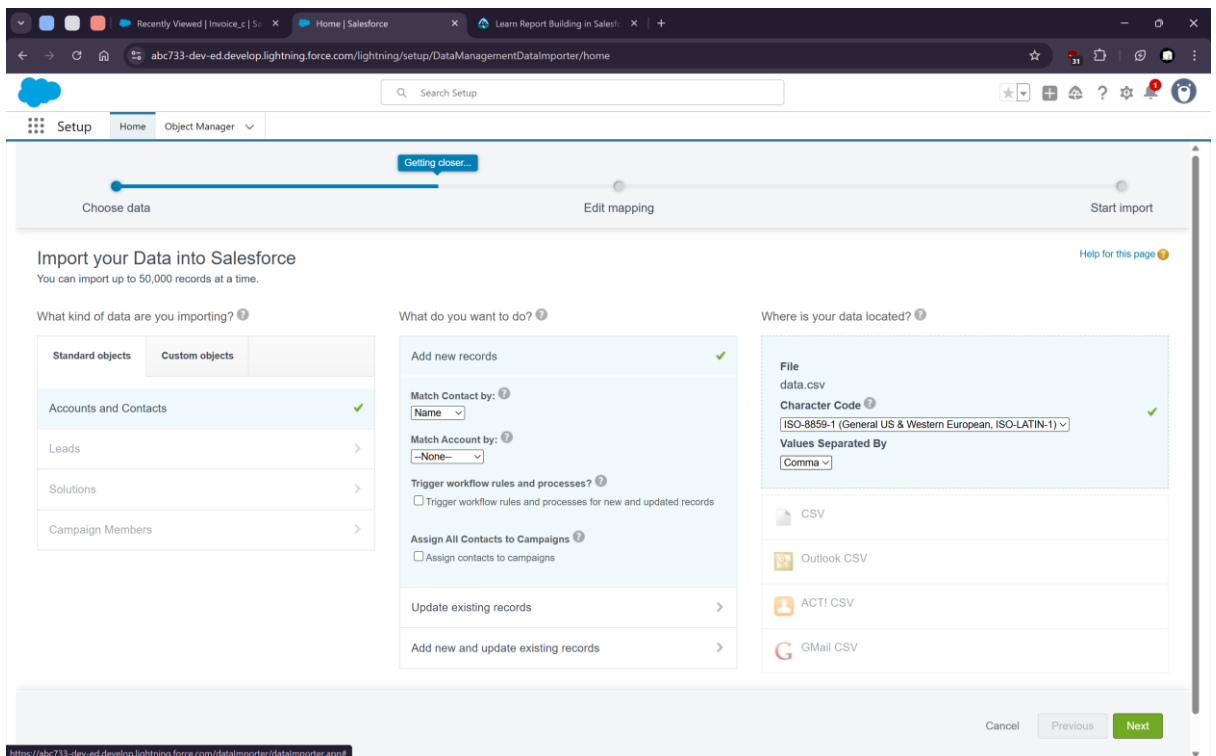 Recently Viewed | Invoice_c | Sa
Home | Salesforce
Learn Report Building in Salesfo
abc733-dev-ed.develop.lightning.force.com/lightning/setup/DataManagementDataImporter/home
31
Search Setup
1
Setup
Home
Object Manager
Getting closer...
Choose data
Edit mapping
Start import
Import your Data into Salesforce
Help for this page
You can import up to 50,000 records at a time.
What kind of data are you importing?
Standard objects
Custom objects
Accounts and Contacts
Leads
Solutions
Campaign Members
What do you want to do?
Add new records
Match Contact by:
Name
Match Account by:
--None--
Trigger workflow rules and processes?
Trigger workflow rules and processes for new and updated records
Assign All Contacts to Campaigns
Assign contacts to campaigns
Update existing records
Add new and update existing records
Where is your data located?
File
data.csv
Character Code
ISO-8859-1 (General US & Western European, ISO-LATIN-1)
Values Separated By
Comma
CSV
Outlook CSV
ACT! CSV
GMail CSV
Cancel
Previous
Next
https://abc733-dev-ed.develop.lightning.force.com/dataImporter/dataImporter.app#